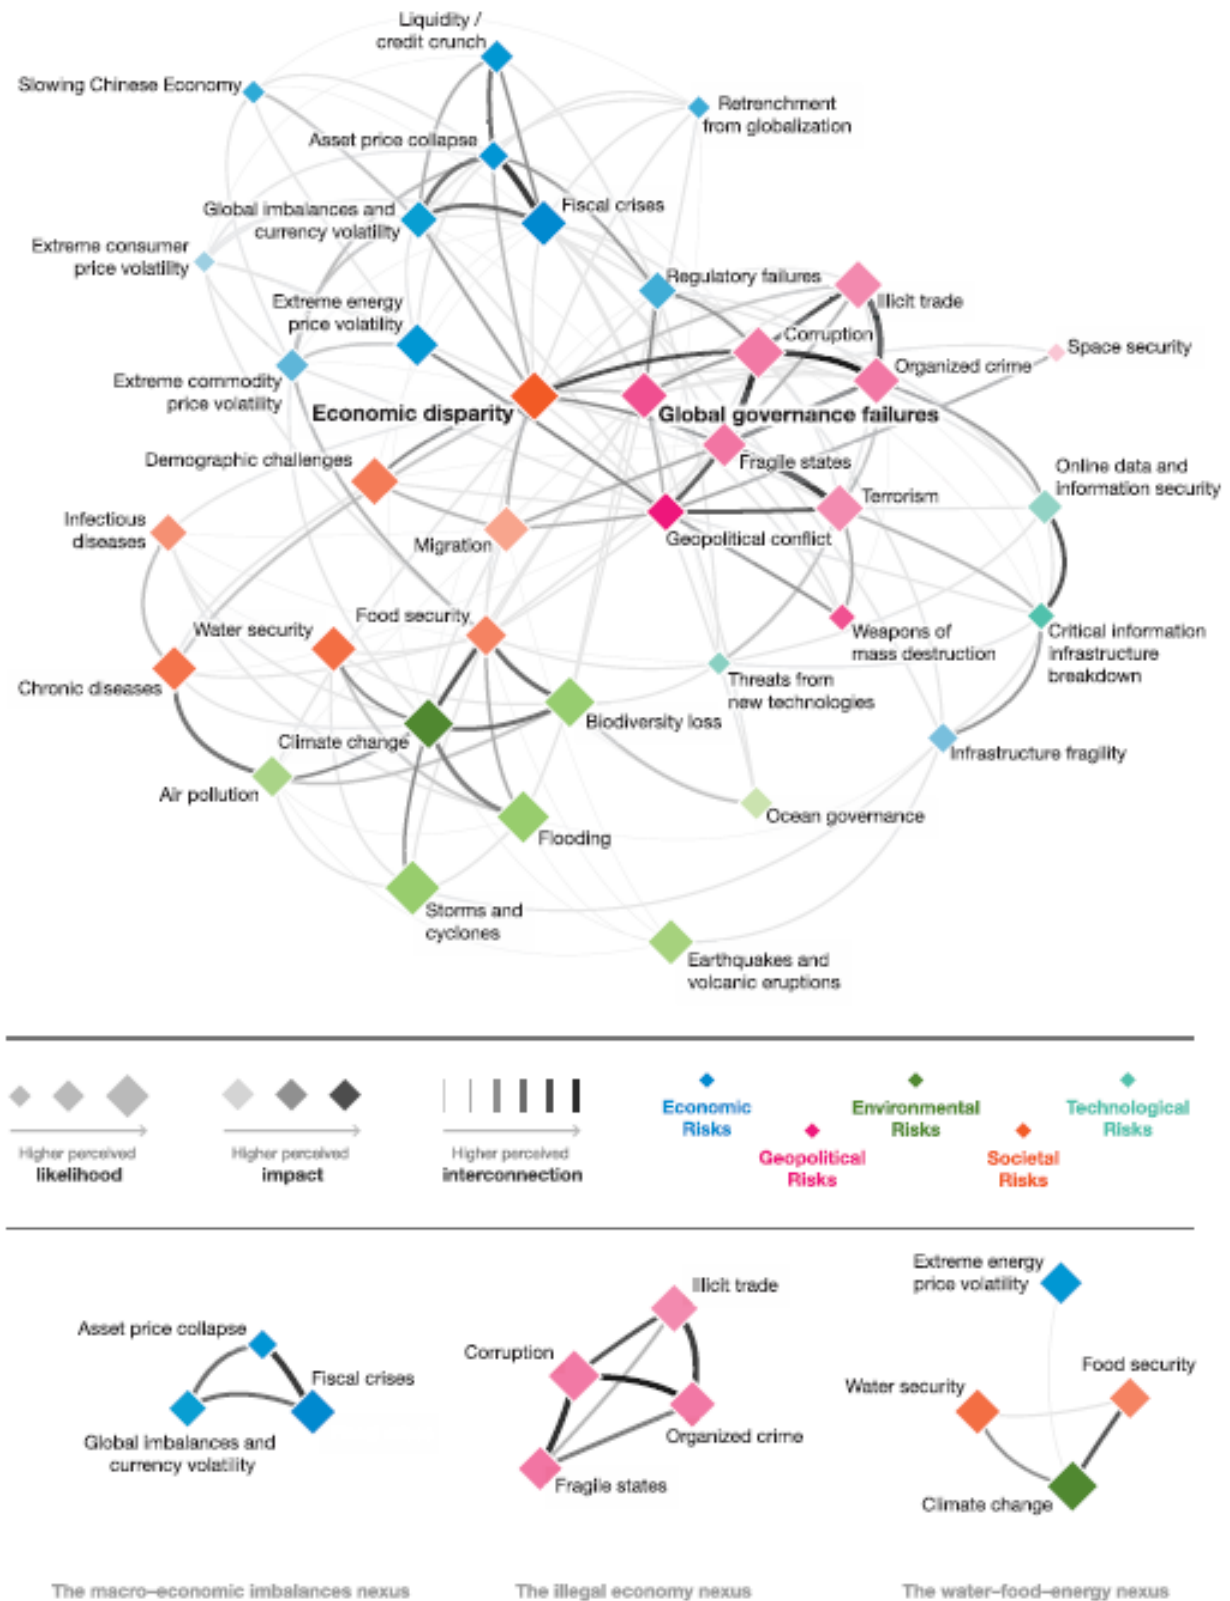 Liquidity /
credit crunch
Slowing Chinese Economy
Retrenchment
from globalization
Asset price collapse
Global imbalances and
currency volatility
Fiscal crises
Extreme consumer
price volatility
Regulatory failures
Illicit trade
Extreme energy
price volatility
Corruption
Space security
Organized crime
Extreme commodity
price volatility
Economic disparity
Global governance failures
Demographic challenges
Fragile states
Online data and
information security
Terrorism
Infectious
diseases
Migration
Geopolitical conflict
Food security
Water security
Weapons of
mass destruction
Critical information
infrastructure
breakdown
Chronic diseases
Threats from
new technologies
Biodiversity loss
Climate change
Infrastructure fragility
Air pollution
Ocean governance
Flooding
Storms and
cyclones
Earthquakes and
volcanic eruptions
Higher perceived
likelihood
Higher perceived
impact
Higher perceived
interconnection
Economic
Risks
Geopolitical
Risks
Environmental
Risks
Societal
Risks
Technological
Risks
Asset price collapse
Fiscal crises
Global imbalances and
currency volatility
The macro–economic imbalances nexus
Illicit trade
Corruption
Organized crime
Fragile states
The illegal economy nexus
Extreme energy
price volatility
Food security
Water security
Climate change
The water–food–energy nexus